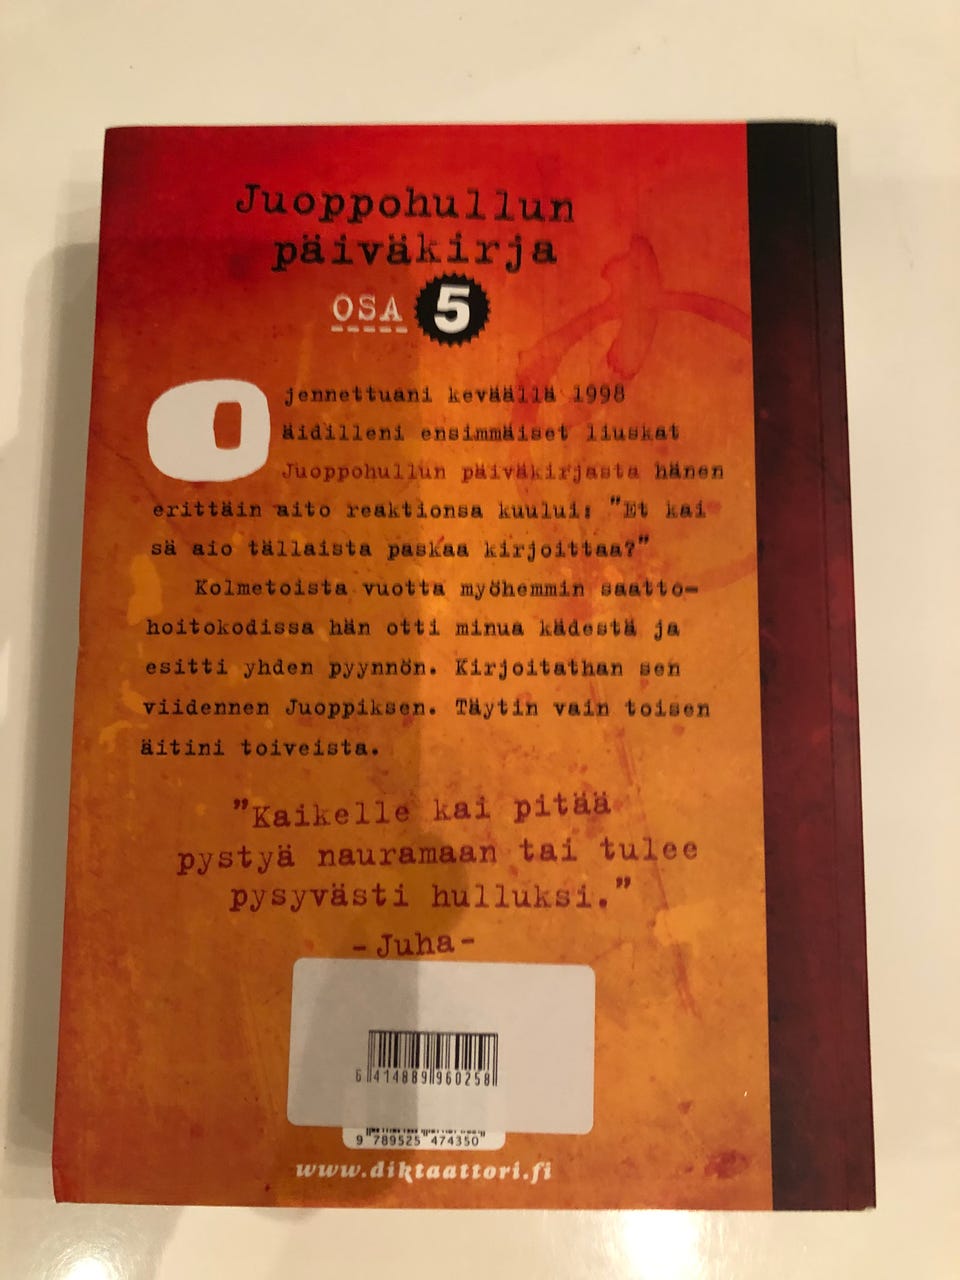 Juoppohullun
päiväkirja
OSA 5
Ojennettuani keväällä 1998
äidilleni ensimmäiset liuskat
Juoppohullun päiväkirjasta hänen
erittäin aito reaktionsa kuului: "Et kai
sä aio tällaista paskaa kirjoittaa?"
Kolmetoista vuotta myöhemmin saatto-
hoitokodissa hän otti minua kädestä ja
esitti yhden pyynnön. Kirjoitathan sen
viidennen Juoppiksen. Täytin vain toisen
äitini toiveista.
"Kaikelle kai pitää
pystyä nauramaan tai tulee
pysyvästi hulluksi."
-Juha-
6 414889 960258
9 789525 474350
www.diktaattori.fi